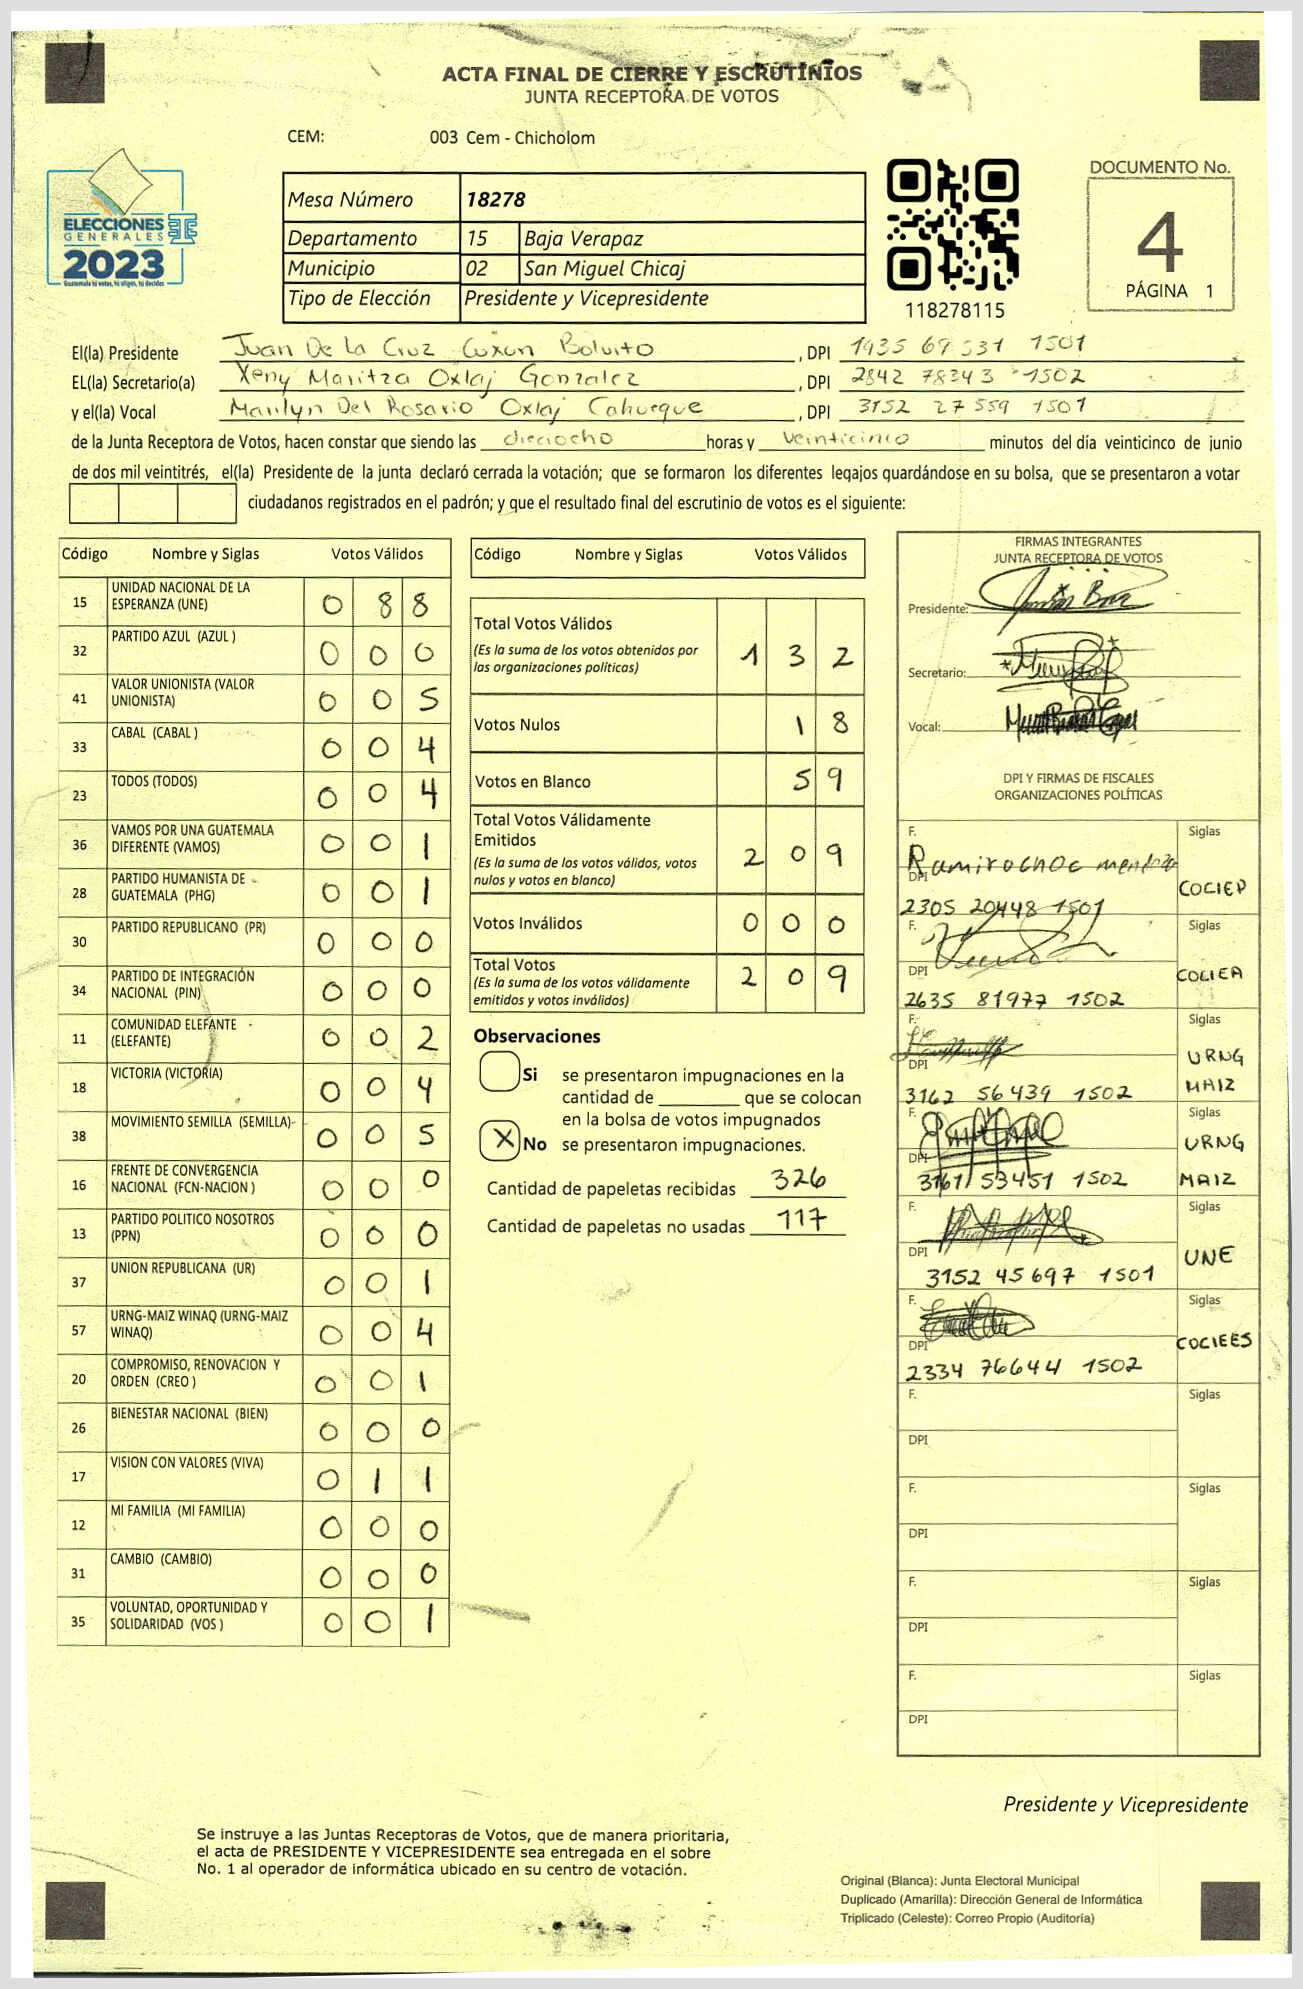 ACTA FINAL DE CIERRE Y ESCRUTINIOS
JUNTA RECEPTORA DE VOTOS
CEM: 003 Cem - Chicholom
ELECCIONES
GENERALES
2023
Guatemala tú votas, tú eliges, tú decides
Mesa Número 18278
Departamento 15 Baja Verapaz
Municipio 02 San Miguel Chicaj
Tipo de Elección Presidente y Vicepresidente
118278115
DOCUMENTO No.
4
PÁGINA 1
El(la) Presidente Juan De La Cruz Cuxun Bolvito, DPI 1935 69531 1501
EL(la) Secretario(a) Xeny Maritza Oxlaj Gonzalez, DPI 2842 78343 1502
y el(la) Vocal Marilyn Del Rosario Oxlaj Cahueque, DPI 3152 27559 1501
de la Junta Receptora de Votos, hacen constar que siendo las dieciocho horas y veinticinco minutos del día veinticinco de junio
de dos mil veintitrés, el(la) Presidente de la junta declaró cerrada la votación; que se formaron los diferentes legajos guardándose en su bolsa, que se presentaron a votar
ciudadanos registrados en el padrón; y que el resultado final del escrutinio de votos es el siguiente:
Código Nombre y Siglas Votos Válidos
15 UNIDAD NACIONAL DE LA ESPERANZA (UNE) 0 8 8
32 PARTIDO AZUL (AZUL ) 0 0 0
41 VALOR UNIONISTA (VALOR UNIONISTA) 0 0 5
33 CABAL (CABAL ) 0 0 4
23 TODOS (TODOS) 0 0 4
36 VAMOS POR UNA GUATEMALA DIFERENTE (VAMOS) 0 0 1
28 PARTIDO HUMANISTA DE GUATEMALA (PHG) 0 0 1
30 PARTIDO REPUBLICANO (PR) 0 0 0
34 PARTIDO DE INTEGRACIÓN NACIONAL (PIN) 0 0 0
11 COMUNIDAD ELEFANTE (ELEFANTE) 0 0 2
18 VICTORIA (VICTORIA) 0 0 4
38 MOVIMIENTO SEMILLA (SEMILLA) 0 0 5
16 FRENTE DE CONVERGENCIA NACIONAL (FCN-NACION ) 0 0 0
13 PARTIDO POLITICO NOSOTROS (PPN) 0 0 0
37 UNION REPUBLICANA (UR) 0 0 1
57 URNG-MAIZ WINAQ (URNG-MAIZ WINAQ) 0 0 4
20 COMPROMISO, RENOVACION Y ORDEN (CREO ) 0 0 1
26 BIENESTAR NACIONAL (BIEN) 0 0 0
17 VISION CON VALORES (VIVA) 0 1 1
12 MI FAMILIA (MI FAMILIA) 0 0 0
31 CAMBIO (CAMBIO) 0 0 0
35 VOLUNTAD, OPORTUNIDAD Y SOLIDARIDAD (VOS ) 0 0 1
Código Nombre y Siglas Votos Válidos
Total Votos Válidos 1 3 2
(Es la suma de los votos obtenidos por
las organizaciones políticas)
Votos Nulos 1 8
Votos en Blanco 5 9
Total Votos Válidamente
Emitidos 2 0 9
(Es la suma de los votos válidos, votos
nulos y votos en blanco)
Votos Inválidos 0 0 0
Total Votos 2 0 9
(Es la suma de los votos válidamente
emitidos y votos inválidos)
Observaciones
Si se presentaron impugnaciones en la
cantidad de ________ que se colocan
en la bolsa de votos impugnados
X No se presentaron impugnaciones.
Cantidad de papeletas recibidas 326
Cantidad de papeletas no usadas 117
FIRMAS INTEGRANTES
JUNTA RECEPTORA DE VOTOS
Presidente:
Secretario:
Vocal:
DPI Y FIRMAS DE FISCALES
ORGANIZACIONES POLÍTICAS
F. Ramiro choc mendoza Siglas
DPI 2305 20448 1501 COCIEP
F. Siglas
DPI 2635 81977 1502 COCIEA
F. Siglas
DPI 3162 56439 1502 URNG MAIZ
F. Siglas
DPI 3161 53451 1502 URNG MAIZ
F. Siglas
DPI 3152 45697 1501 UNE
F. Siglas
DPI 2334 76644 1502 COCIEES
F. Siglas
DPI
F. Siglas
DPI
F. Siglas
DPI
F. Siglas
DPI
Presidente y Vicepresidente
Se instruye a las Juntas Receptoras de Votos, que de manera prioritaria,
el acta de PRESIDENTE Y VICEPRESIDENTE sea entregada en el sobre
No. 1 al operador de informática ubicado en su centro de votación.
Original (Blanca): Junta Electoral Municipal
Duplicado (Amarilla): Dirección General de Informática
Triplicado (Celeste): Correo Propio (Auditoría)